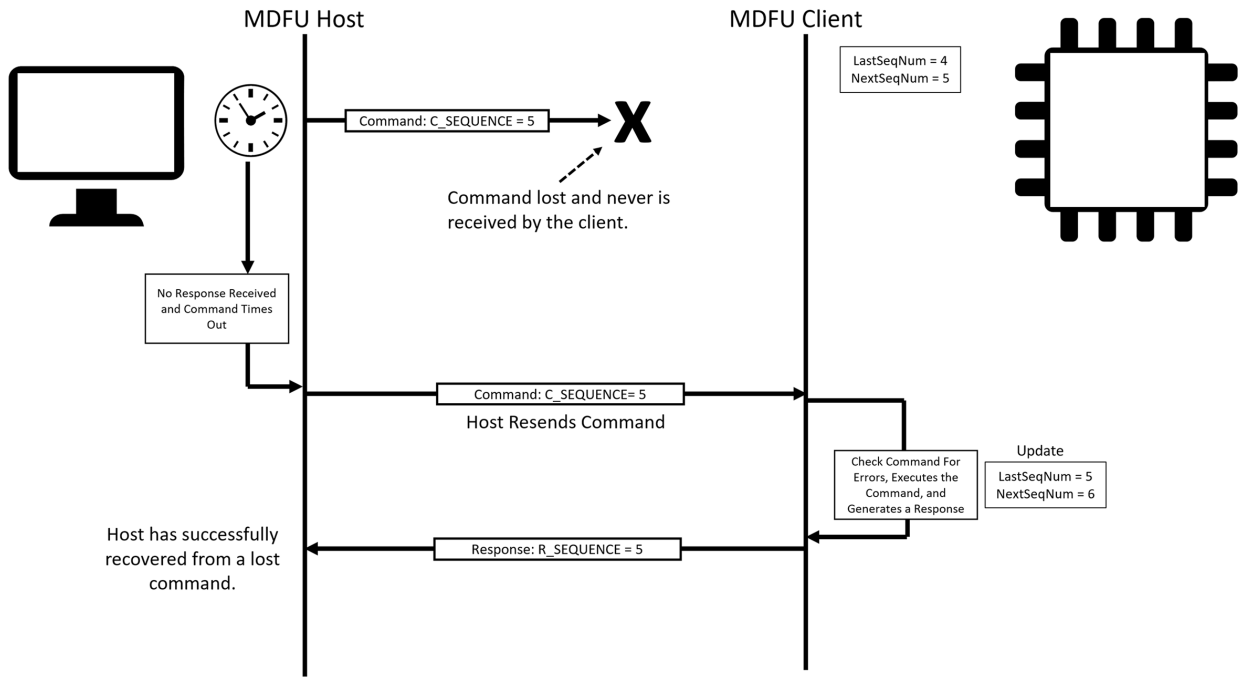 MDFU Host
MDFU Client
LastSeqNum = 4
NextSeqNum = 5
Command: C_SEQUENCE = 5
X
Command lost and never is
received by the client.
No Response Received
and Command Times
Out
Command: C_SEQUENCE= 5
Host Resends Command
Check Command For
Errors, Executes the
Command, and
Generates a Response
Update
LastSeqNum = 5
NextSeqNum = 6
Host has successfully
recovered from a lost
command.
Response: R_SEQUENCE = 5